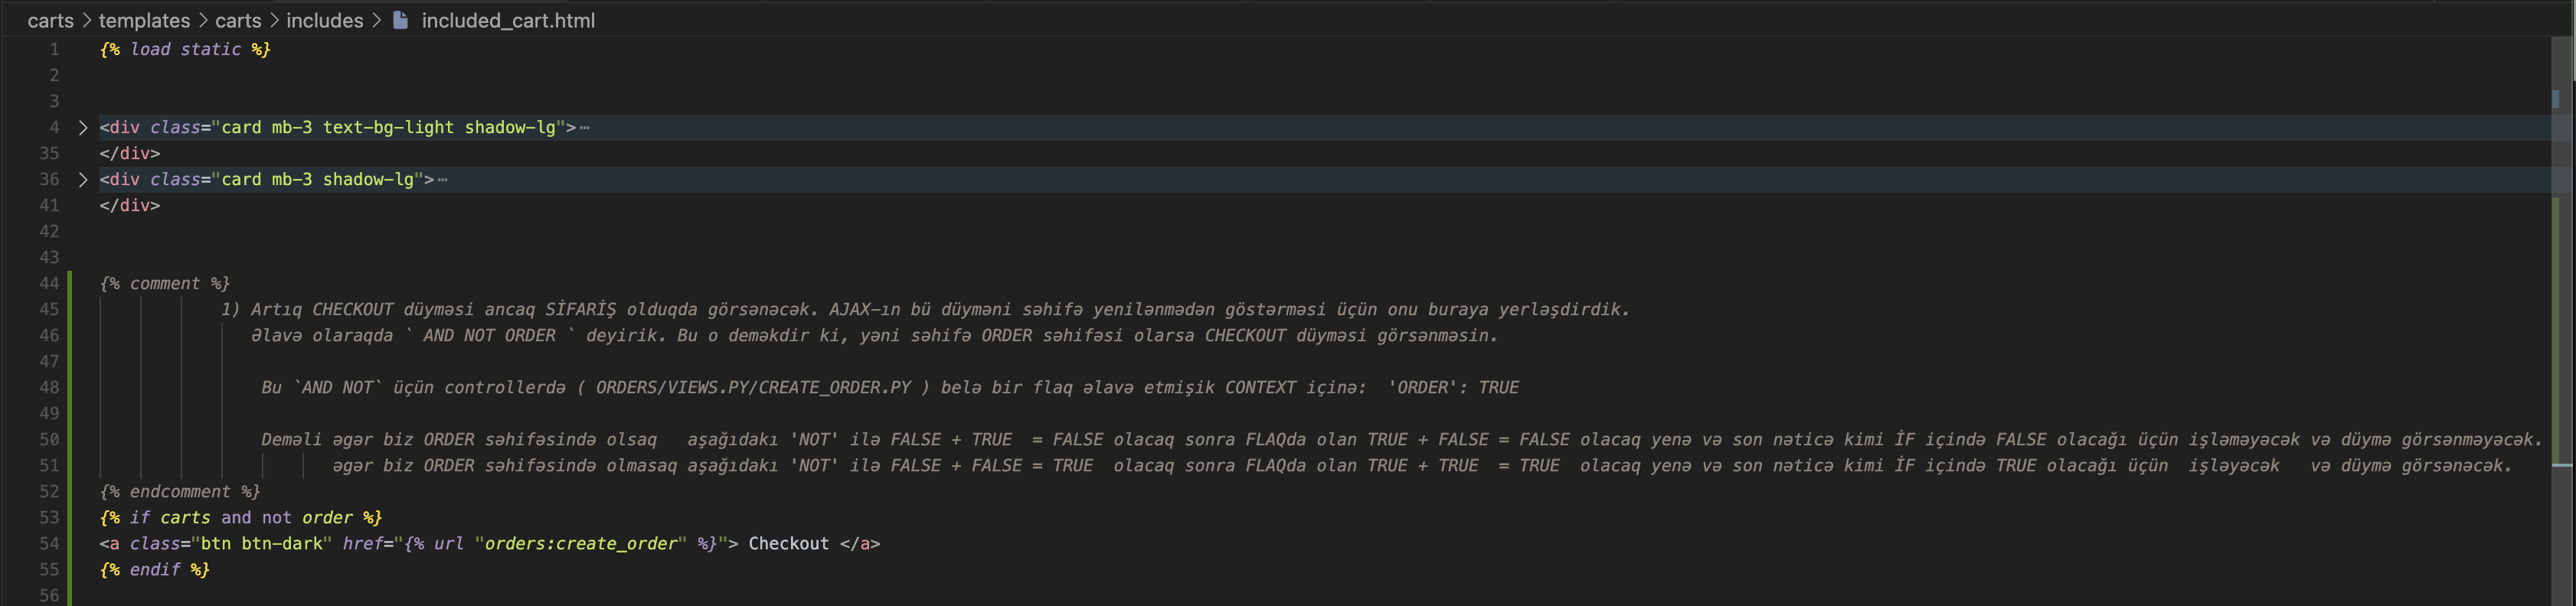 carts > templates > carts > includes > included_cart.html
1 {% load static %}
2
3
4 > <div class="card mb-3 text-bg-light shadow-lg">…
35 </div>
36 > <div class="card mb-3 shadow-lg">…
41 </div>
42
43
44 {% comment %}
45 1) Artıq CHECKOUT düyməsi ancaq SİFARİŞ olduqda görsənəcək. AJAX-ın bü düyməni səhifə yenilənmədən göstərməsi üçün onu buraya yerləşdirdik.
46 Əlavə olaraqda ` AND NOT ORDER ` deyirik. Bu o deməkdir ki, yəni səhifə ORDER səhifəsi olarsa CHECKOUT düyməsi görsənməsin.
47
48 Bu `AND NOT` üçün controllerdə ( ORDERS/VIEWS.PY/CREATE_ORDER.PY ) belə bir flaq əlavə etmişik CONTEXT içinə: 'ORDER': TRUE
49
50 Deməli əgər biz ORDER səhifəsində olsaq aşağıdakı 'NOT' ilə FALSE + TRUE = FALSE olacaq sonra FLAQda olan TRUE + FALSE = FALSE olacaq yenə və son nəticə kimi İF içində FALSE olacağı üçün işləməyəcək və düymə görsənməyəcək.
51 əgər biz ORDER səhifəsində olmasaq aşağıdakı 'NOT' ilə FALSE + FALSE = TRUE olacaq sonra FLAQda olan TRUE + TRUE = TRUE olacaq yenə və son nəticə kimi İF içində TRUE olacağı üçün işləyəcək və düymə görsənəcək.
52 {% endcomment %}
53 {% if carts and not order %}
54 <a class="btn btn-dark" href="{% url "orders:create_order" %}"> Checkout </a>
55 {% endif %}
56